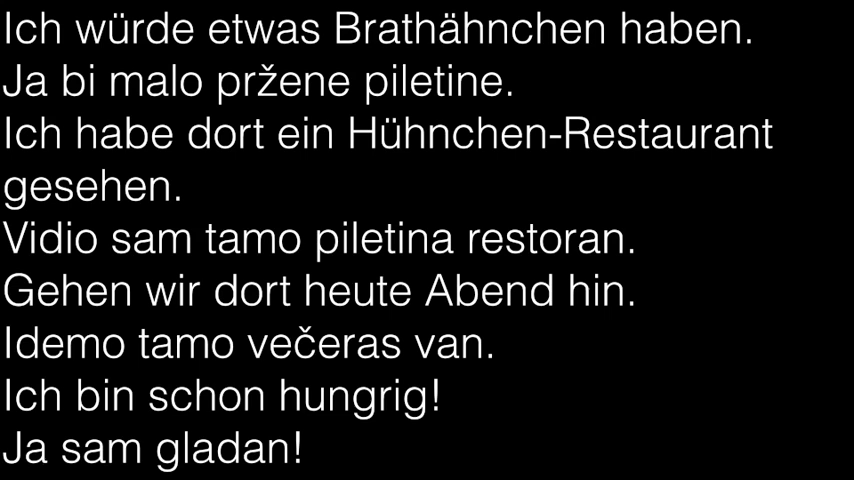 Ich würde etwas Brathähnchen haben.
Ja bi malo pržene piletine.
Ich habe dort ein Hühnchen-Restaurant
gesehen.
Vidio sam tamo piletina restoran.
Gehen wir dort heute Abend hin.
Idemo tamo večeras van.
Ich bin schon hungrig!
Ja sam gladan!